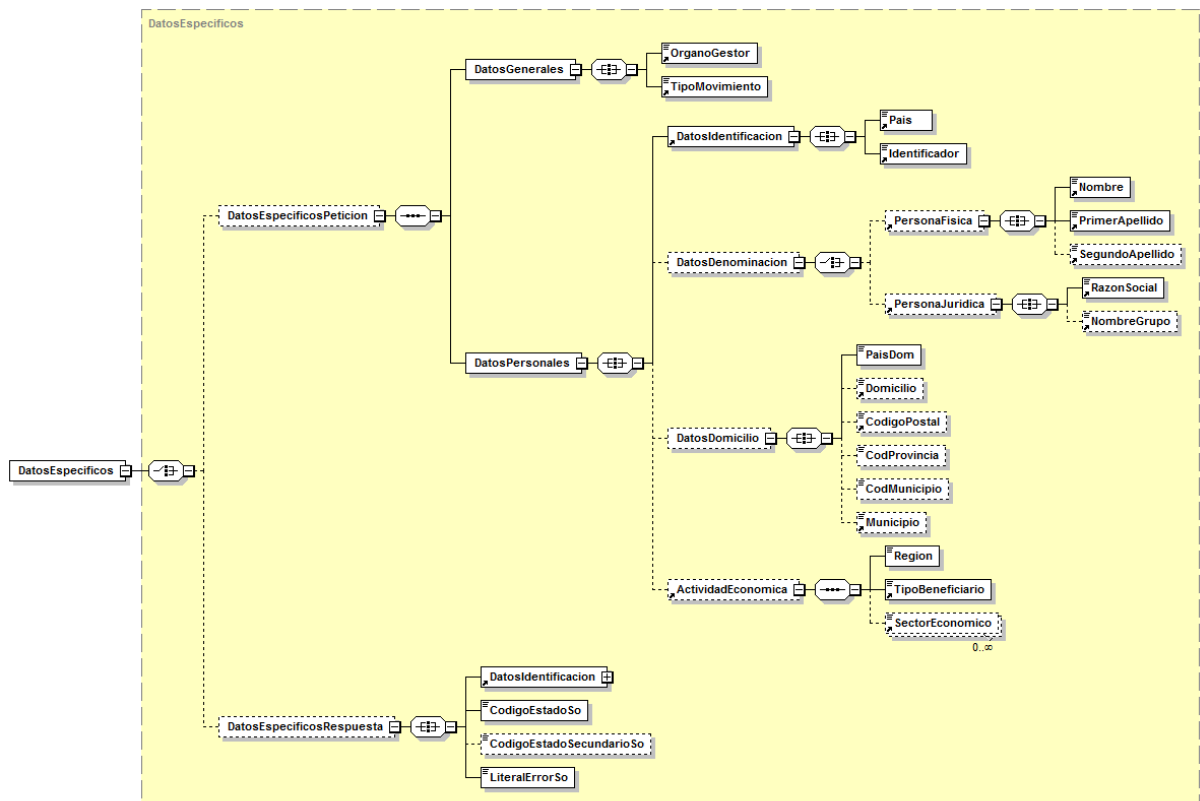 DatosEspecificos
OrganoGestor
DatosGenerales
TipoMovimiento
Pais
DatosIdentificacion
Identificador
Nombre
DatosEspecificosPeticion
PersonaFisica
PrimerApellido
SegundoApellido
DatosDenominacion
RazonSocial
PersonaJuridica
NombreGrupo
PaisDom
DatosPersonales
Domicilio
CodigoPostal
DatosDomicilio
CodProvincia
DatosEspecificos
CodMunicipio
Municipio
Region
ActividadEconomica
TipoBeneficiario
SectorEconomico
0..∞
DatosIdentificacion
CodigoEstadoSo
DatosEspecificosRespuesta
CodigoEstadoSecundarioSo
LiteralErrorSo